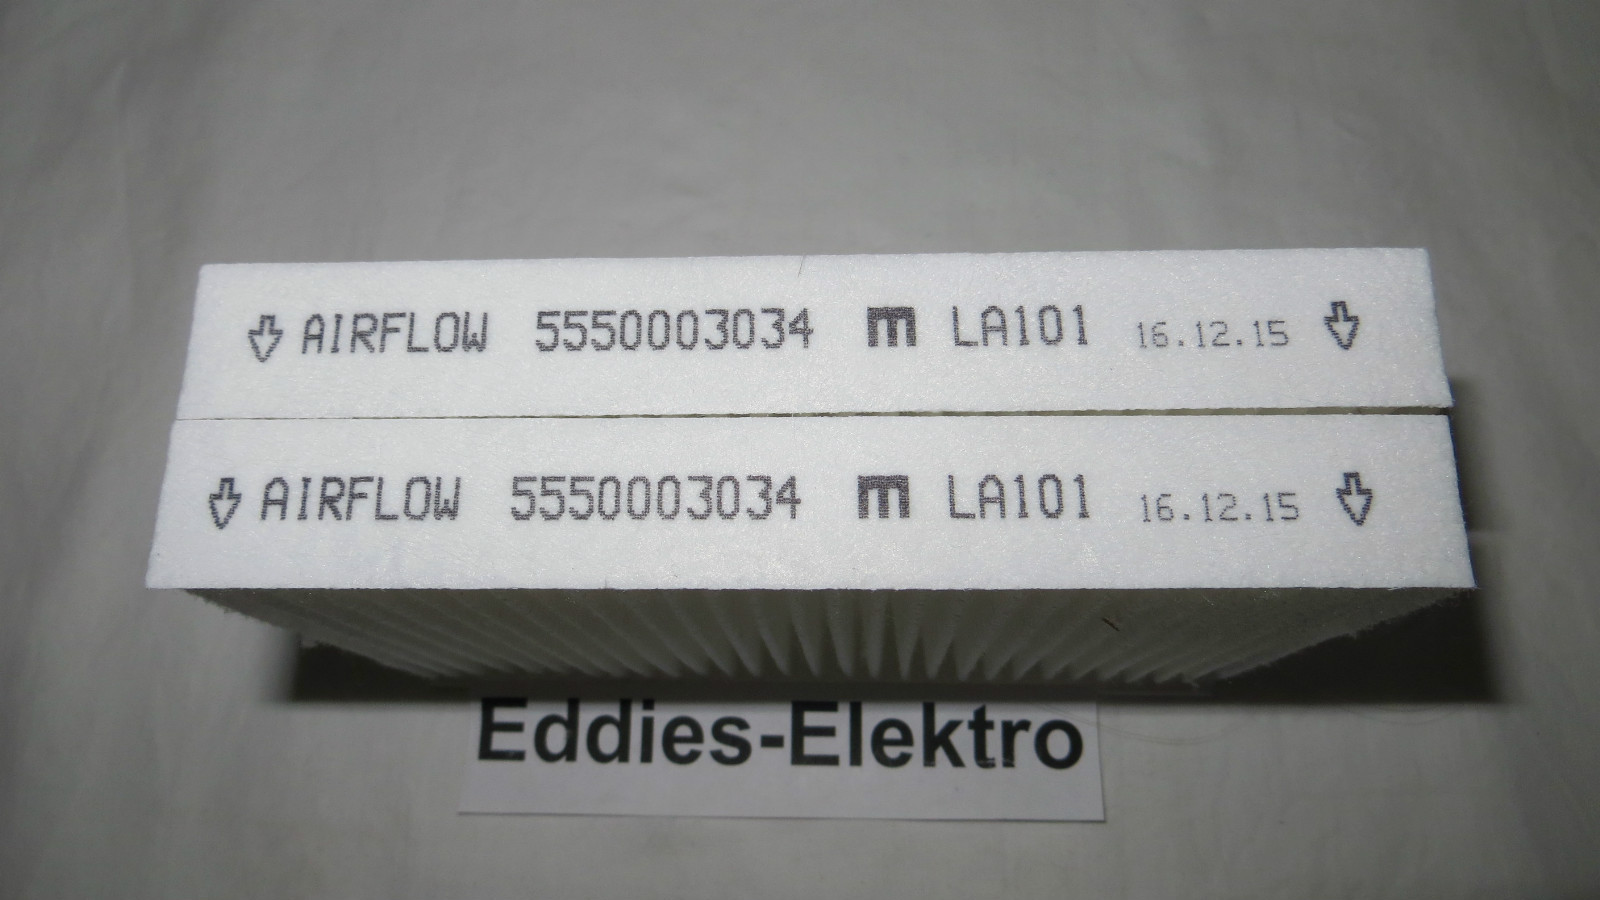 AIRFLOW 5550003034 m LA101 16.12.15
AIRFLOW 5550003034 m LA101 16.12.15
Eddies-Elektro